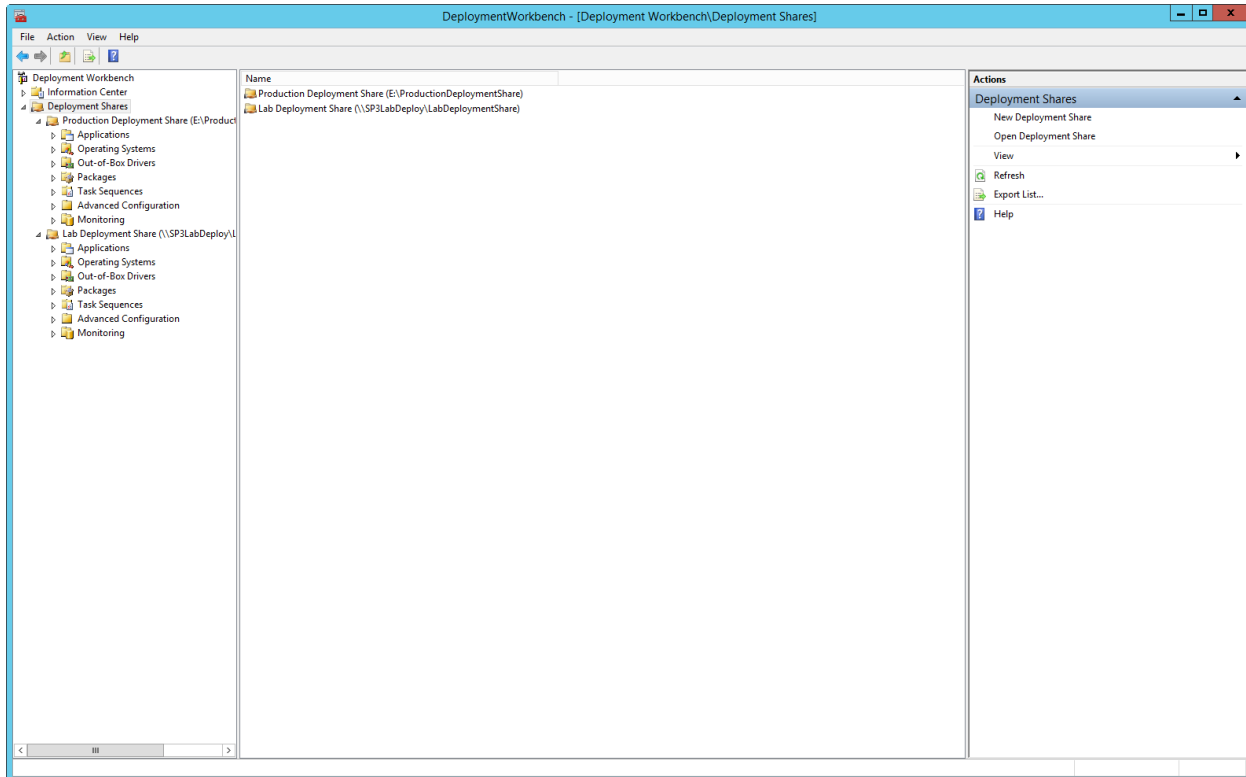 DeploymentWorkbench - [Deployment Workbench\Deployment Shares]
File Action View Help
Deployment Workbench
Information Center
Deployment Shares
Production Deployment Share (E:\Product
Applications
Operating Systems
Out-of-Box Drivers
Packages
Task Sequences
Advanced Configuration
Monitoring
Lab Deployment Share (\\SP3LabDeploy\L
Applications
Operating Systems
Out-of-Box Drivers
Packages
Task Sequences
Advanced Configuration
Monitoring
Name
Production Deployment Share (E:\ProductionDeploymentShare)
Lab Deployment Share (\\SP3LabDeploy\LabDeploymentShare)
Actions
Deployment Shares
New Deployment Share
Open Deployment Share
View
Refresh
Export List...
Help